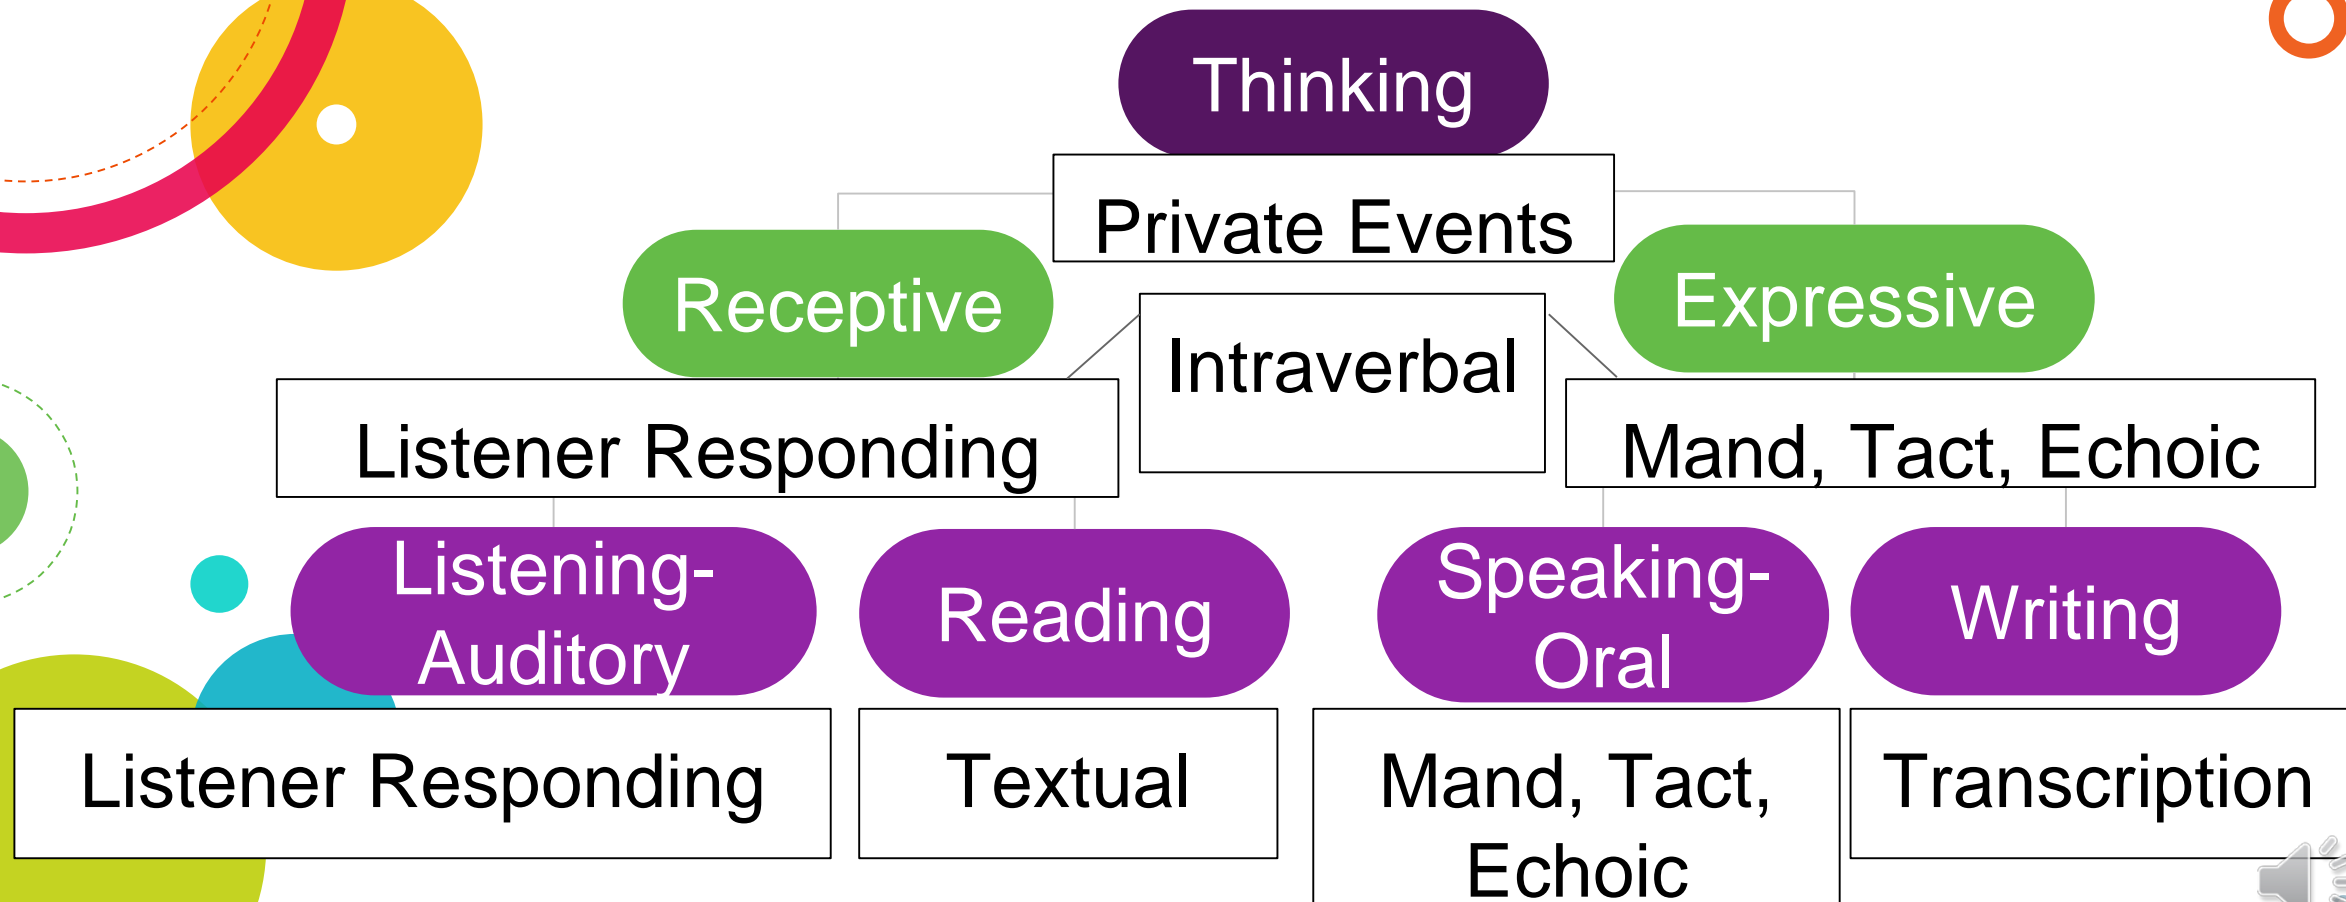 Thinking
Private Events
Receptive
Expressive
Intraverbal
Listener Responding
Mand, Tact, Echoic
Listening-
Auditory
Reading
Speaking-
Oral
Writing
Listener Responding
Textual
Mand, Tact,
Echoic
Transcription